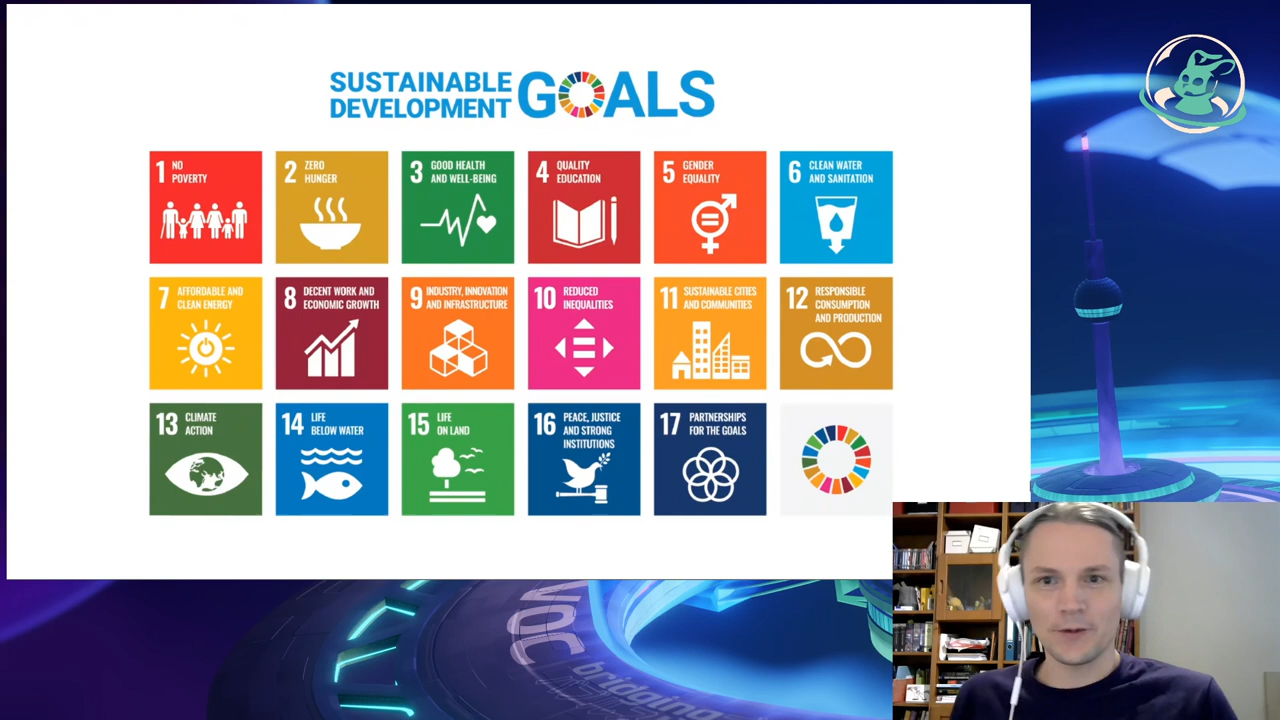 SUSTAINABLE
DEVELOPMENT
GOALS
1 NO
POVERTY
2 ZERO
HUNGER
3 GOOD HEALTH
AND WELL-BEING
4 QUALITY
EDUCATION
5 GENDER
EQUALITY
6 CLEAN WATER
AND SANITATION
7 AFFORDABLE AND
CLEAN ENERGY
8 DECENT WORK AND
ECONOMIC GROWTH
9 INDUSTRY, INNOVATION
AND INFRASTRUCTURE
10 REDUCED
INEQUALITIES
11 SUSTAINABLE CITIES
AND COMMUNITIES
12 RESPONSIBLE
CONSUMPTION
AND PRODUCTION
13 CLIMATE
ACTION
14 LIFE
BELOW WATER
15 LIFE
ON LAND
16 PEACE, JUSTICE
AND STRONG
INSTITUTIONS
17 PARTNERSHIPS
FOR THE GOALS
VOC
bridging